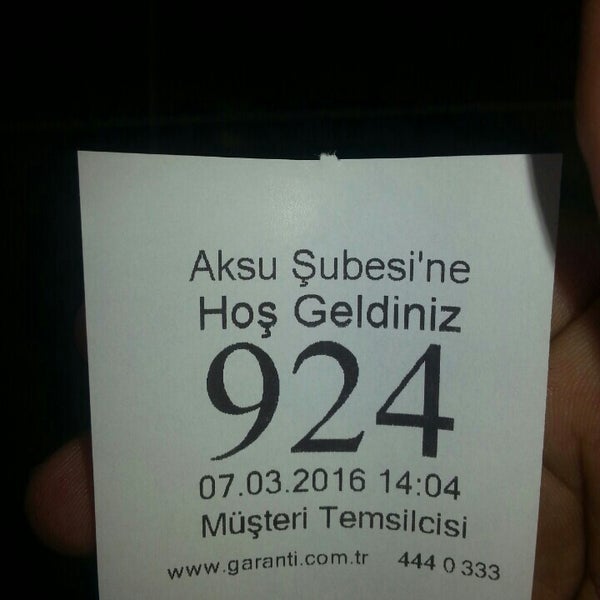 Aksu Şubesi'ne
Hoş Geldiniz
924
07.03.2016 14:04
Müşteri Temsilcisi
www.garanti.com.tr 444 0 333